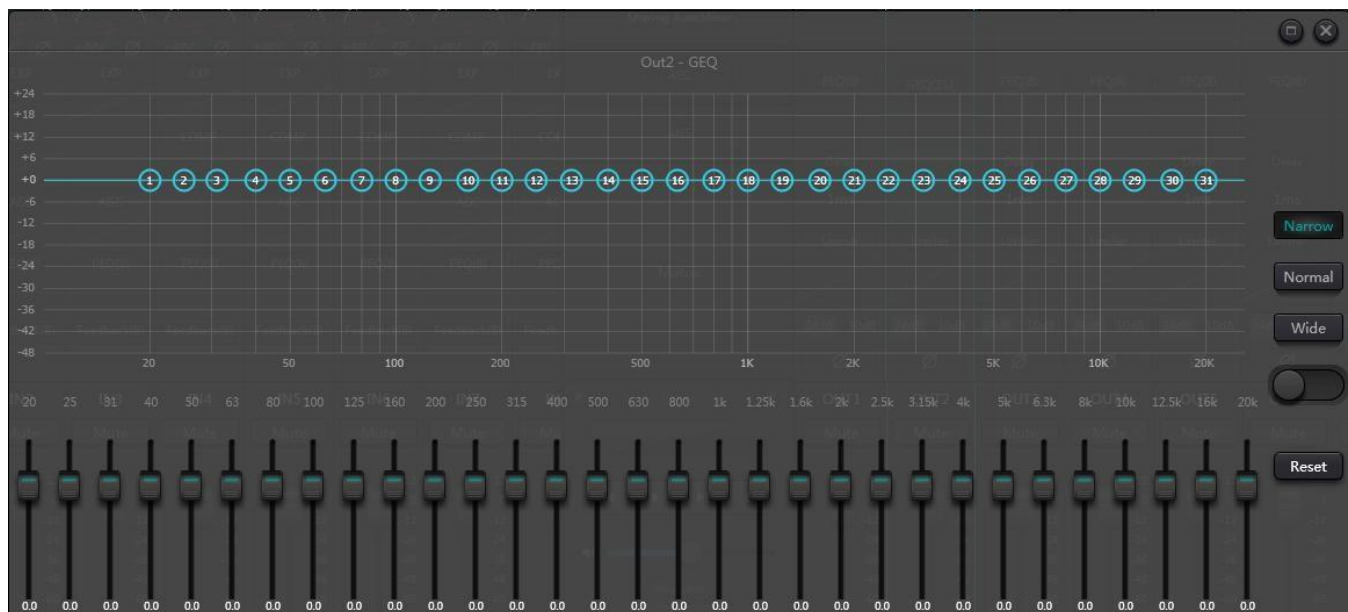 Out2 - GEQ
+24
+18
+12
+6
+0
1 2 3 4 5 6 7 8 9 10 11 12 13 14 15 16 17 18 19 20 21 22 23 24 25 26 27 28 29 30 31
-6
-12
-18
-24
-30
-36
-42
-48
Narrow
Normal
Wide
20 50 100 200 500 1K 2K 5K 10K 20K
20 25 31 40 50 63 80 100 125 160 200 250 315 400 500 630 800 1k 1.25k 1.6k 2k 2.5k 3.15k 4k 5k 6.3k 8k 10k 12.5k 16k 20k
Reset
0.0 0.0 0.0 0.0 0.0 0.0 0.0 0.0 0.0 0.0 0.0 0.0 0.0 0.0 0.0 0.0 0.0 0.0 0.0 0.0 0.0 0.0 0.0 0.0 0.0 0.0 0.0 0.0 0.0 0.0 0.0